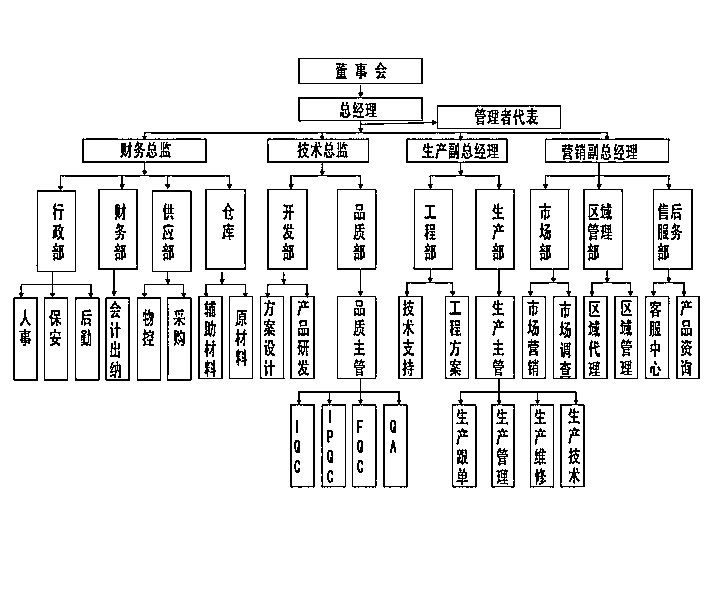 董事会
总经理
管理者代表
财务总监
技术总监
生产副总经理
营销副总经理
行政部
财务部
供应部
仓库
开发部
品质部
工程部
生产部
市场部
区域管理部
售后服务部
人事
保安
后勤
会计出纳
物控
采购
辅助材料
原材料
方案设计
产品研发
品质主管
技术支持
工程方案
生产主管
市场营销
市场调查
区域代理
区域管理
客服中心
产品资询
IQC
IPQC
FQC
QA
生产跟单
生产管理
生产维修
生产技术